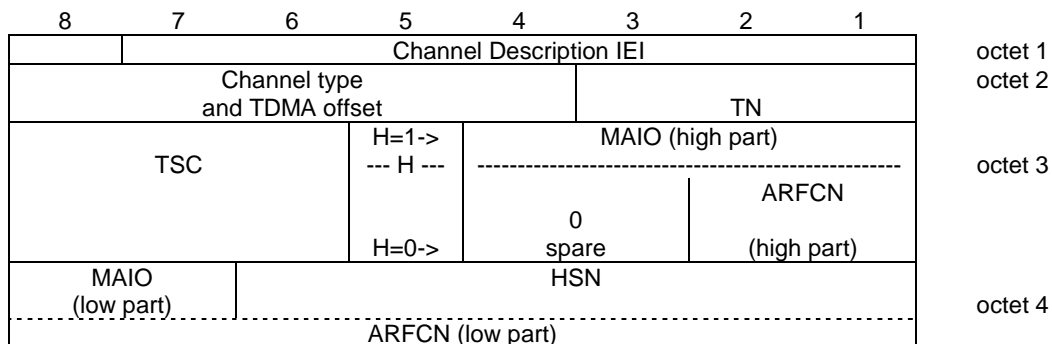 8 7 6 5 4 3 2 1
Channel Description IEI octet 1
Channel type octet 2
and TDMA offset TN
H=1-> MAIO (high part)
TSC --- H --- ---------------------------------------------------- octet 3
ARFCN
0
H=0-> spare (high part)
MAIO HSN
(low part) octet 4
ARFCN (low part)